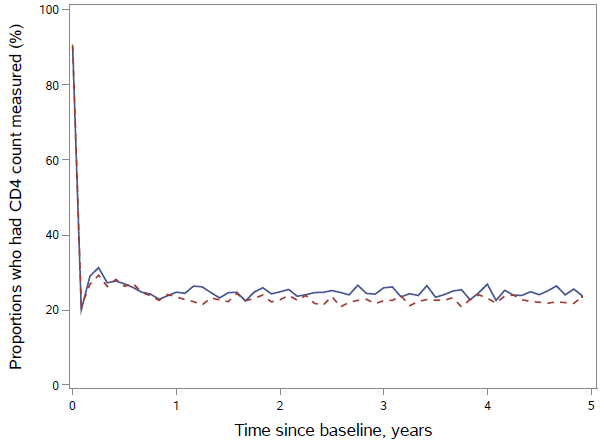 Proportions who had CD4 count measured (%)
100
80
60
40
20
0
0 1 2 3 4 5
Time since baseline, years